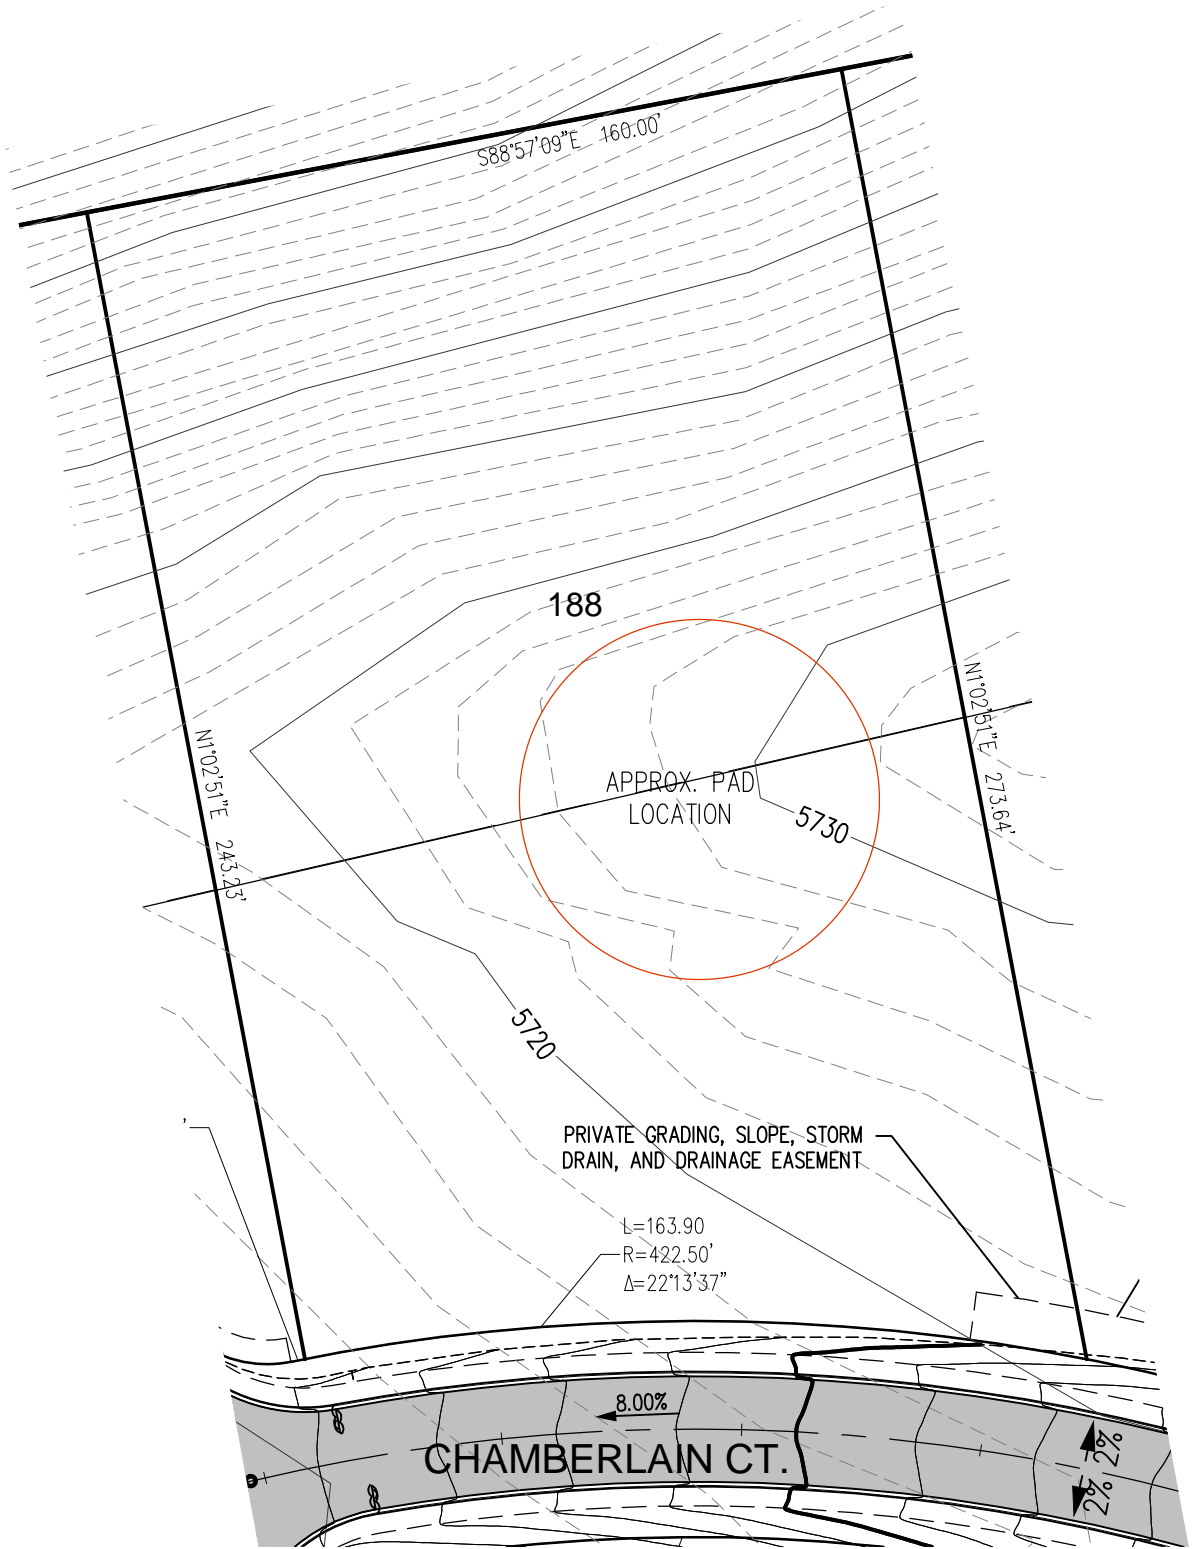 S88°57'09"E 160.00'
188
N1°02'51"E 273.64'
N1°02'51"E 243.23'
APPROX. PAD
LOCATION
5730
5720
PRIVATE GRADING, SLOPE, STORM
DRAIN, AND DRAINAGE EASEMENT
L=163.90
R=422.50'
Δ=22°13'37"
8.00%
CHAMBERLAIN CT.
2% 2%